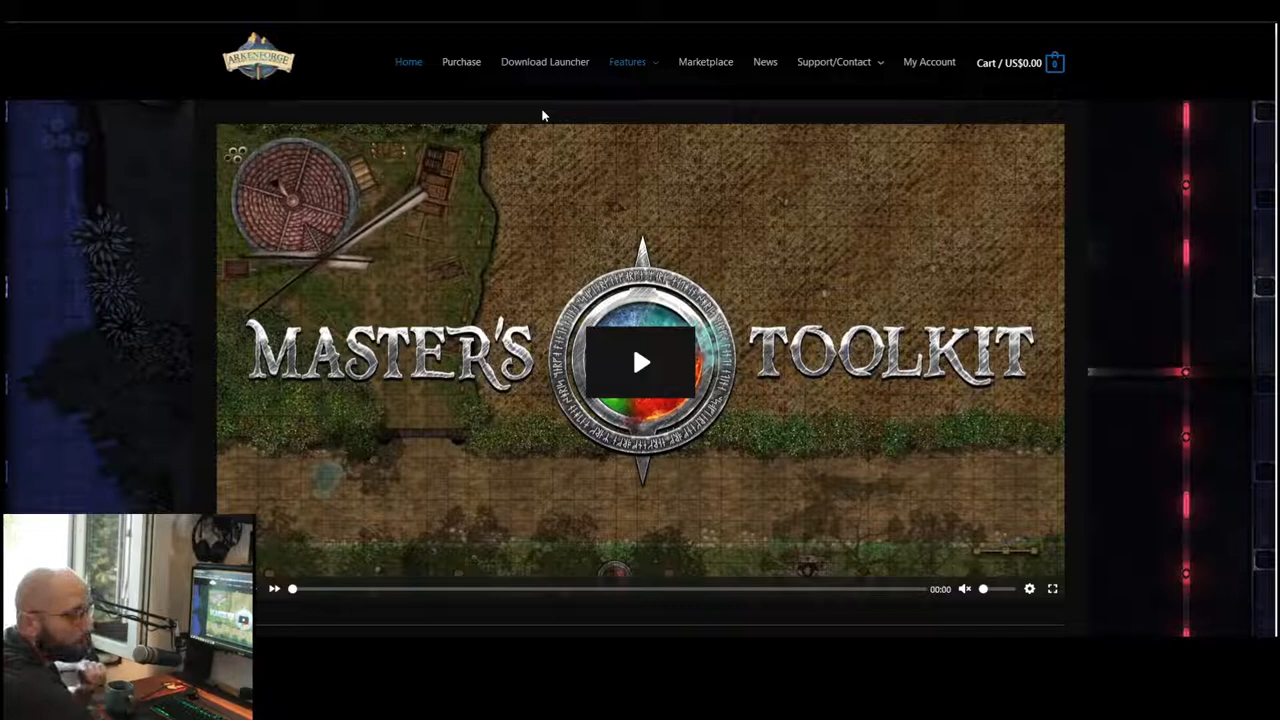 ARKENFORGE
Home Purchase Download Launcher Features Marketplace News Support/Contact My Account Cart / US$0.00 0
MASTER'S TOOLKIT
00:00